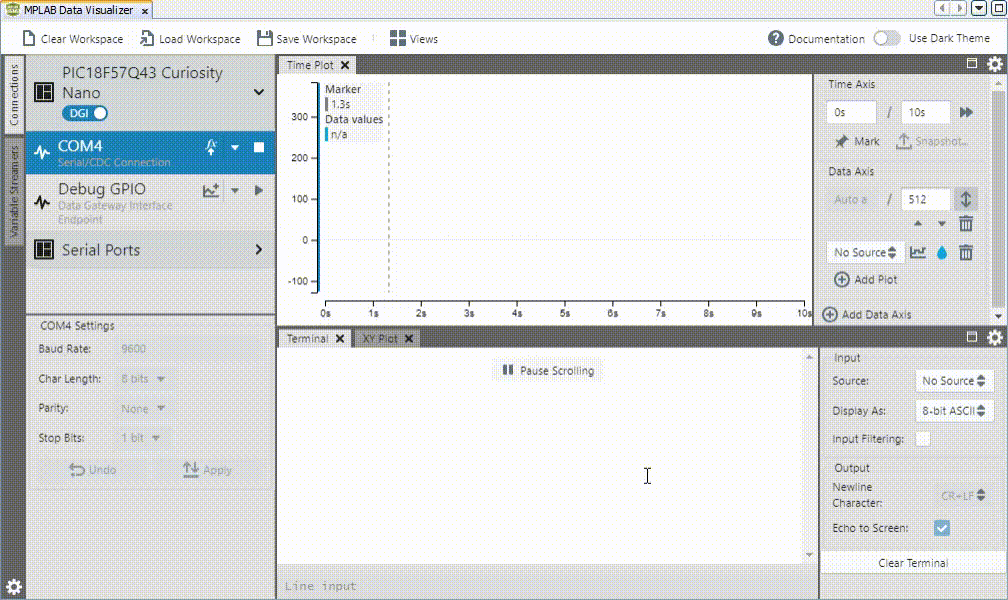 MPLAB Data Visualizer
Clear Workspace
Load Workspace
Save Workspace
Views
Documentation
Use Dark Theme
Connections
Variable Streamers
PIC18F57Q43 Curiosity
Nano
DGI
COM4
Serial/CDC Connection
Debug GPIO
Data Gateway Interface
Endpoint
Serial Ports
COM4 Settings
Baud Rate: 9600
Char Length: 8 bits
Parity: None
Stop Bits: 1 bit
Undo
Apply
Time Plot
Marker
1.3s
Data values
n/a
300
200
100
0
-100
0s 1s 2s 3s 4s 5s 6s 7s 8s 9s 10s
Time Axis
0s / 10s
Mark
Snapshot...
Data Axis
Auto a / 512
No Source
Add Plot
Add Data Axis
Terminal
XY Plot
Pause Scrolling
Line input
Input
Source: No Source
Display As: 8-bit ASCII
Input Filtering:
Output
Newline
Character: CR+LF
Echo to Screen:
Clear Terminal